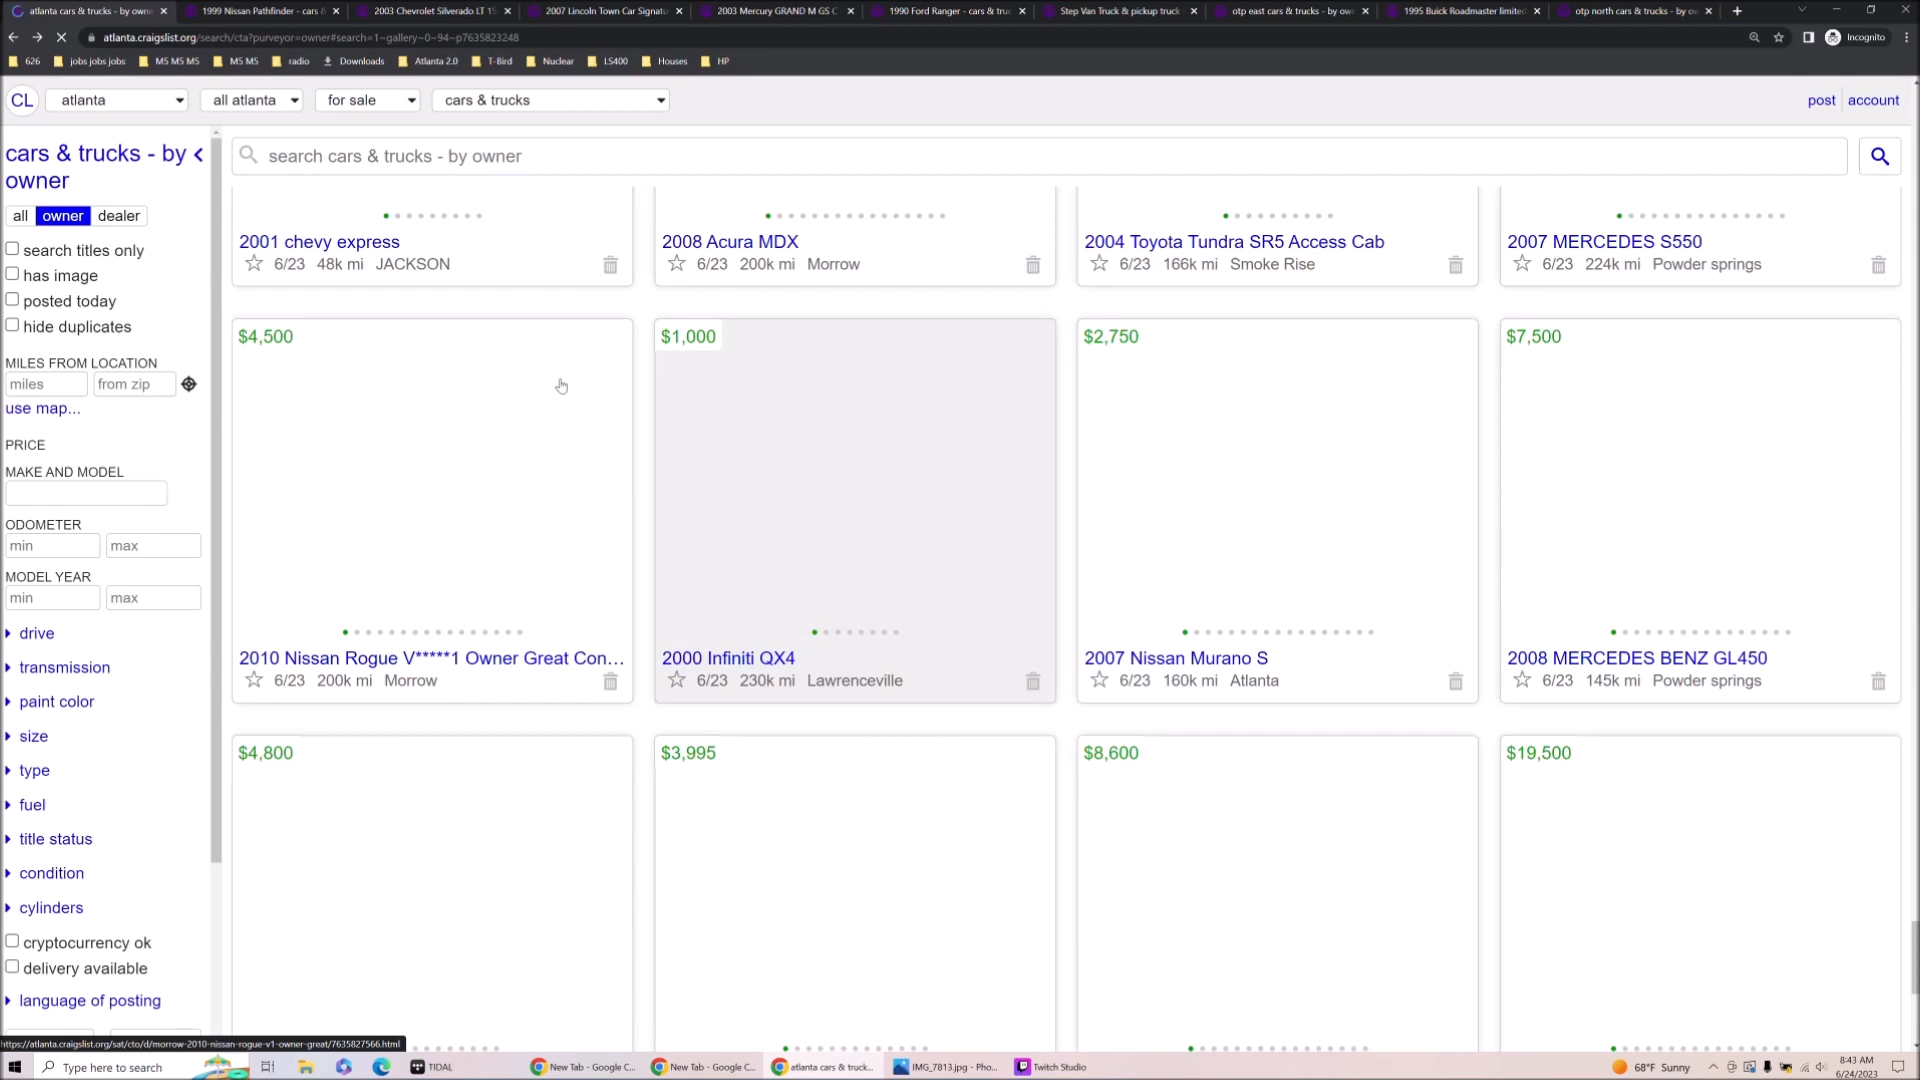 atlanta cars & trucks - by owne
1999 Nissan Pathfinder - cars &
2003 Chevrolet Silverado LT 15
2007 Lincoln Town Car Signatu
2003 Mercury GRAND M GS C
1990 Ford Ranger - cars & truc
Step Van Truck & pickup truck
otp east cars & trucks - by ow
1995 Buick Roadmaster limited
otp north cars & trucks - by o
atlanta.craigslist.org/search/cta?purveyor=owner#search=1~gallery~0~94~p7635823248
Incognito
626
jobs jobs jobs
M5 M5 M5
M5 M5
radio
Downloads
Atlanta 2.0
T-Bird
Nuclear
LS400
Houses
HP
CL
atlanta
all atlanta
for sale
cars & trucks
post
account
cars & trucks - by
owner
all owner dealer
search titles only
has image
posted today
hide duplicates
MILES FROM LOCATION
miles
from zip
use map...
PRICE
MAKE AND MODEL
ODOMETER
min
max
MODEL YEAR
min
max
drive
transmission
paint color
size
type
fuel
title status
condition
cylinders
cryptocurrency ok
delivery available
language of posting
search cars & trucks - by owner
2001 chevy express
6/23 48k mi JACKSON
2008 Acura MDX
6/23 200k mi Morrow
2004 Toyota Tundra SR5 Access Cab
6/23 166k mi Smoke Rise
2007 MERCEDES S550
6/23 224k mi Powder springs
$4,500
2010 Nissan Rogue V*****1 Owner Great Con...
6/23 200k mi Morrow
$1,000
2000 Infiniti QX4
6/23 230k mi Lawrenceville
$2,750
2007 Nissan Murano S
6/23 160k mi Atlanta
$7,500
2008 MERCEDES BENZ GL450
6/23 145k mi Powder springs
$4,800
$3,995
$8,600
$19,500
https://atlanta.craigslist.org/sat/cto/d/morrow-2010-nissan-rogue-v1-owner-great/7635827566.html
Type here to search
TIDAL
New Tab - Google C...
New Tab - Google C...
atlanta cars & truck...
IMG_7813.jpg - Pho...
Twitch Studio
68°F Sunny
8:43 AM
6/24/2023